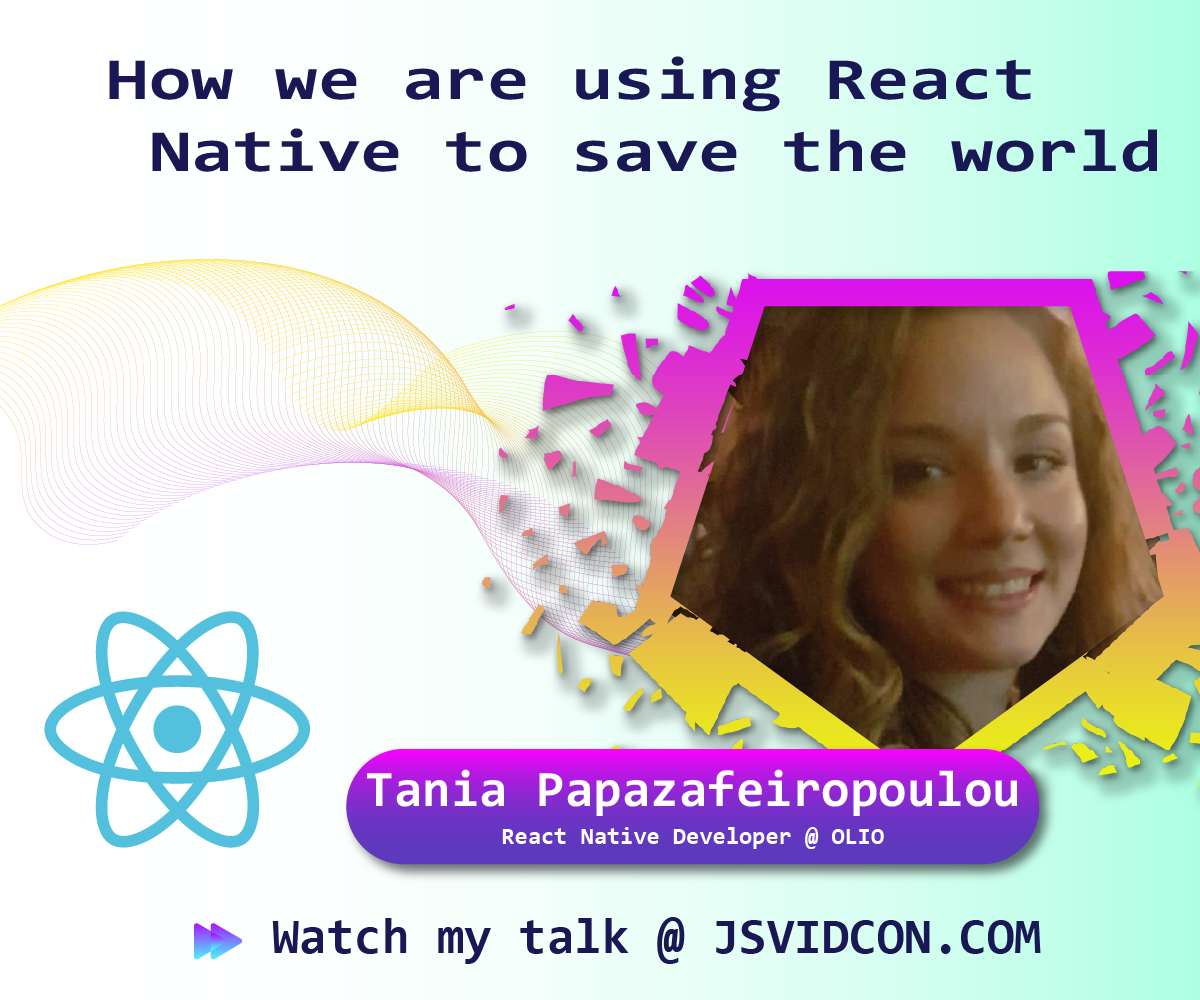 How we are using React
Native to save the world
Tania Papazafeiropoulou
React Native Developer @ OLIO
Watch my talk @ JSVIDCON.COM